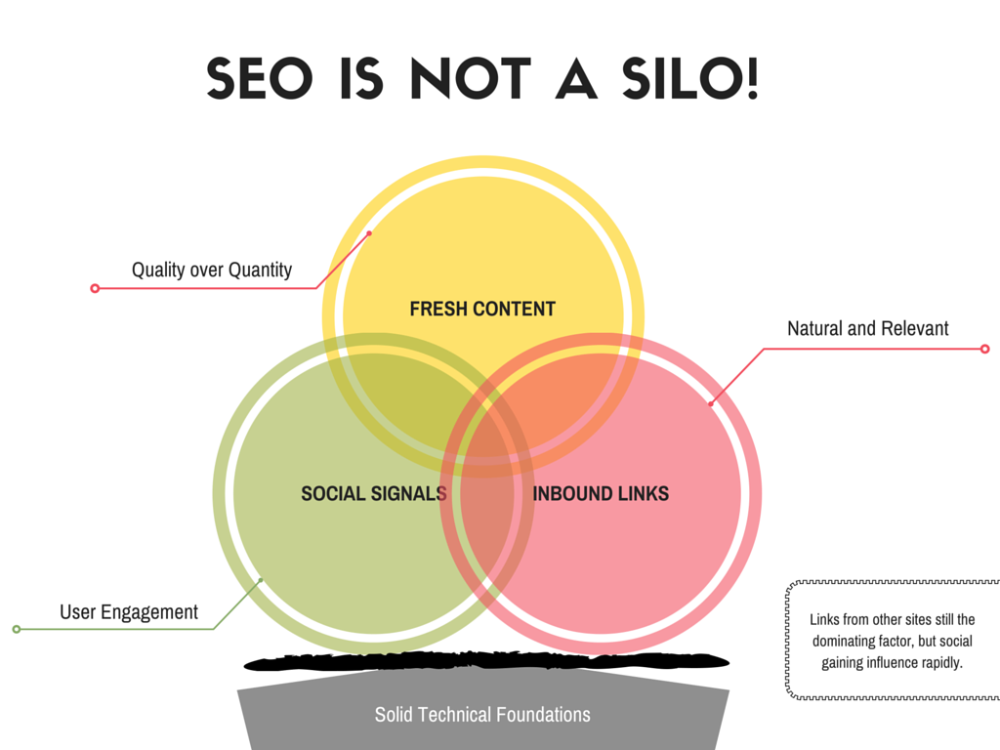 SEO IS NOT A SILO!
Quality over Quantity
FRESH CONTENT
Natural and Relevant
SOCIAL SIGNALS
INBOUND LINKS
User Engagement
Links from other sites still the
dominating factor, but social
gaining influence rapidly.
Solid Technical Foundations